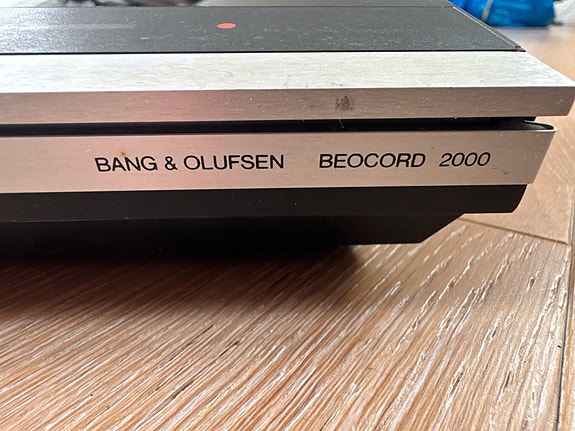 BANG & OLUFSEN BEOCORD 2000